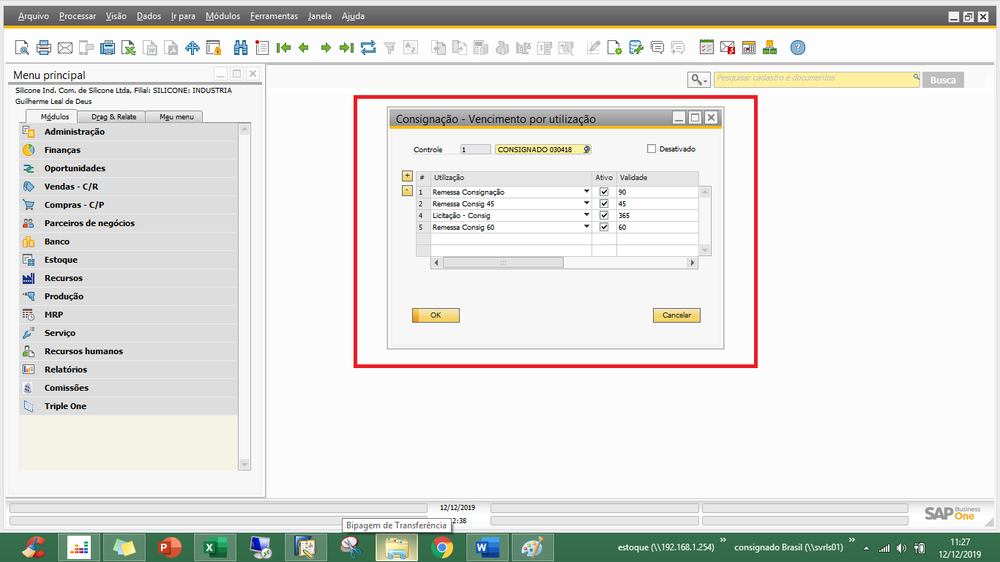 Arquivo Processar Visão Dados Ir para Módulos Ferramentas Janela Ajuda
Menu principal
Pesquisar cadastro e documentos
Busca
Silicone Ind. Com. de Silicone Ltda, Filial: SILICONE: INDUSTRIA
Guilherme Leal de Deus
Módulos Drag & Relate Meu menu
Administração
Finanças
Oportunidades
Vendas - C/R
Compras - C/P
Parceiros de negócios
Banco
Estoque
Recursos
Produção
MRP
Serviço
Recursos humanos
Relatórios
Comissões
Triple One
Consignação - Vencimento por utilização
Controle 1 CONSIGNADO 030418 Desativado
# Utilização Ativo Validade
1 Remessa Consignação 90
2 Remessa Consig 45 45
4 Licitação - Consig 365
5 Remessa Consig 60 60
OK Cancelar
12/12/2019
2:38
SAP Business One
Bipagem de Transferência
estoque (\\192.168.1.254) » consignado Brasil (\\svrls01) »
11:27
12/12/2019